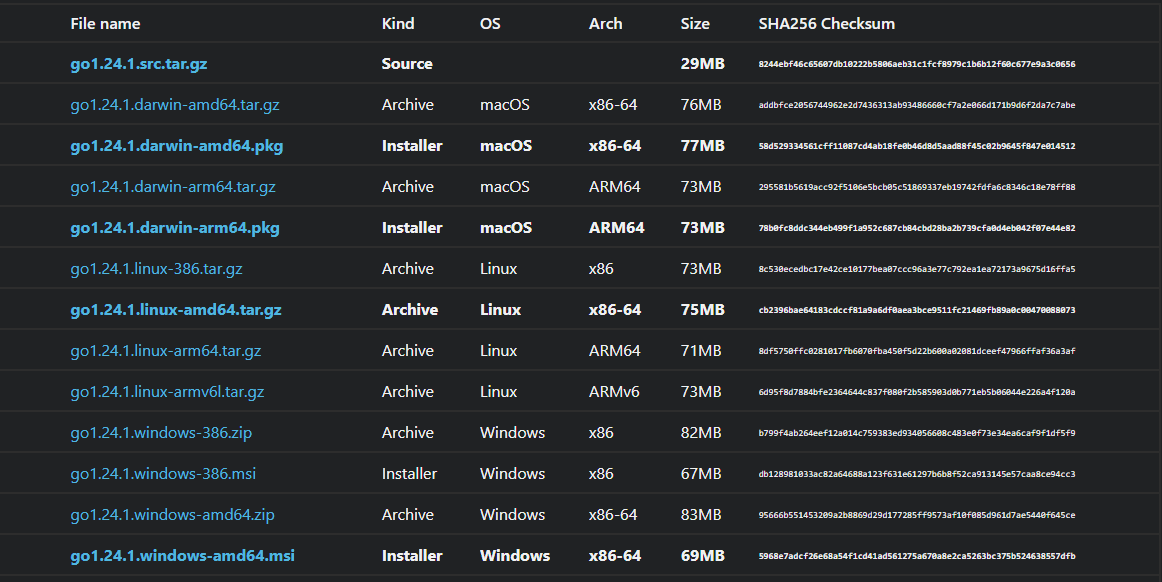 File name Kind OS Arch Size SHA256 Checksum
go1.24.1.src.tar.gz Source 29MB 8244ebf46c65607db10222b5806aeb31c1fcf8979c1b6b12f60c677e9a3c0656
go1.24.1.darwin-amd64.tar.gz Archive macOS x86-64 76MB addbfce2056744962e2d7436313ab93486660cf7a2e066d171b9d6f2da7c7abe
go1.24.1.darwin-amd64.pkg Installer macOS x86-64 77MB 58d529334561cff11087cd4ab18fe0b46d8d5aad88f45c02b9645f847e014512
go1.24.1.darwin-arm64.tar.gz Archive macOS ARM64 73MB 295581b5619acc92f5106e5bcb05c51869337eb19742fdfa6c8346c18e78ff88
go1.24.1.darwin-arm64.pkg Installer macOS ARM64 73MB 78b0fc8ddc344eb499f1a952c687cb84cbd28ba2b739cfa0d4eb042f07e44e82
go1.24.1.linux-386.tar.gz Archive Linux x86 73MB 8c530ecedbc17e42ce10177bea07ccc96a3e77c792ea1ea72173a9675d16ffa5
go1.24.1.linux-amd64.tar.gz Archive Linux x86-64 75MB cb2396bae64183cdccf81a9a6df0aea3bce9511fc21469fb89a0c00470088073
go1.24.1.linux-arm64.tar.gz Archive Linux ARM64 71MB 8df5750ffc0281017fb6070fba450f5d22b600a02081dceef47966ffaf36a3af
go1.24.1.linux-armv6l.tar.gz Archive Linux ARMv6 73MB 6d95f8d7884bfe2364644c837f080f2b585903d0b771eb5b06044e226a4f120a
go1.24.1.windows-386.zip Archive Windows x86 82MB b799f4ab264eef12a014c759383ed934056608c483e0f73e34ea6caf9f1df5f9
go1.24.1.windows-386.msi Installer Windows x86 67MB db128981033ac82a64688a123f631e61297b6b8f52ca913145e57caa8ce94cc3
go1.24.1.windows-amd64.zip Archive Windows x86-64 83MB 95666b551453209a2b8869d29d177285ff9573af10f085d961d7ae5440f645ce
go1.24.1.windows-amd64.msi Installer Windows x86-64 69MB 5968e7adcf26e68a54f1cd41ad561275a670a8e2ca5263bc375b524638557dfb